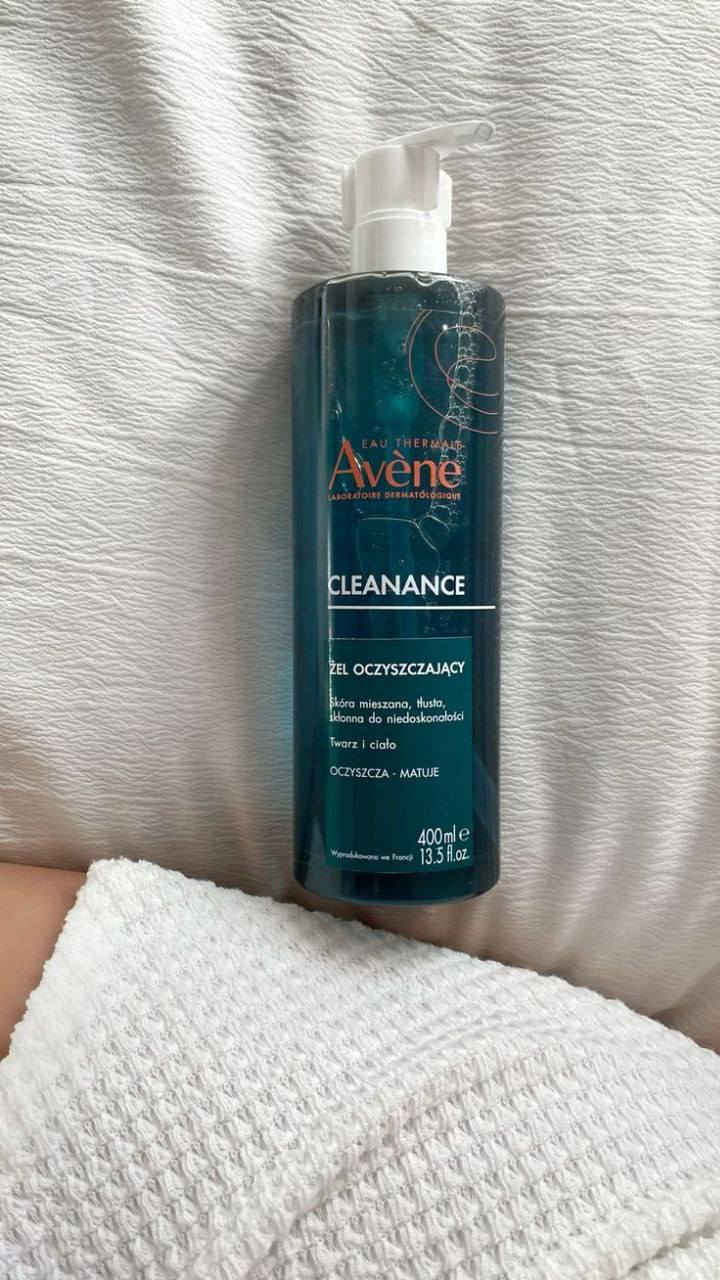 EAU THERMALE
Avène
LABORATOIRE DERMATOLOGIQUE
CLEANANCE
ŻEL OCZYSZCZAJĄCY
Skóra mieszana, tłusta,
skłonna do niedoskonałości
Twarz i ciało
OCZYSZCZA - MATUJE
400 ml e
Wyprodukowano we Francji 13.5 fl.oz.